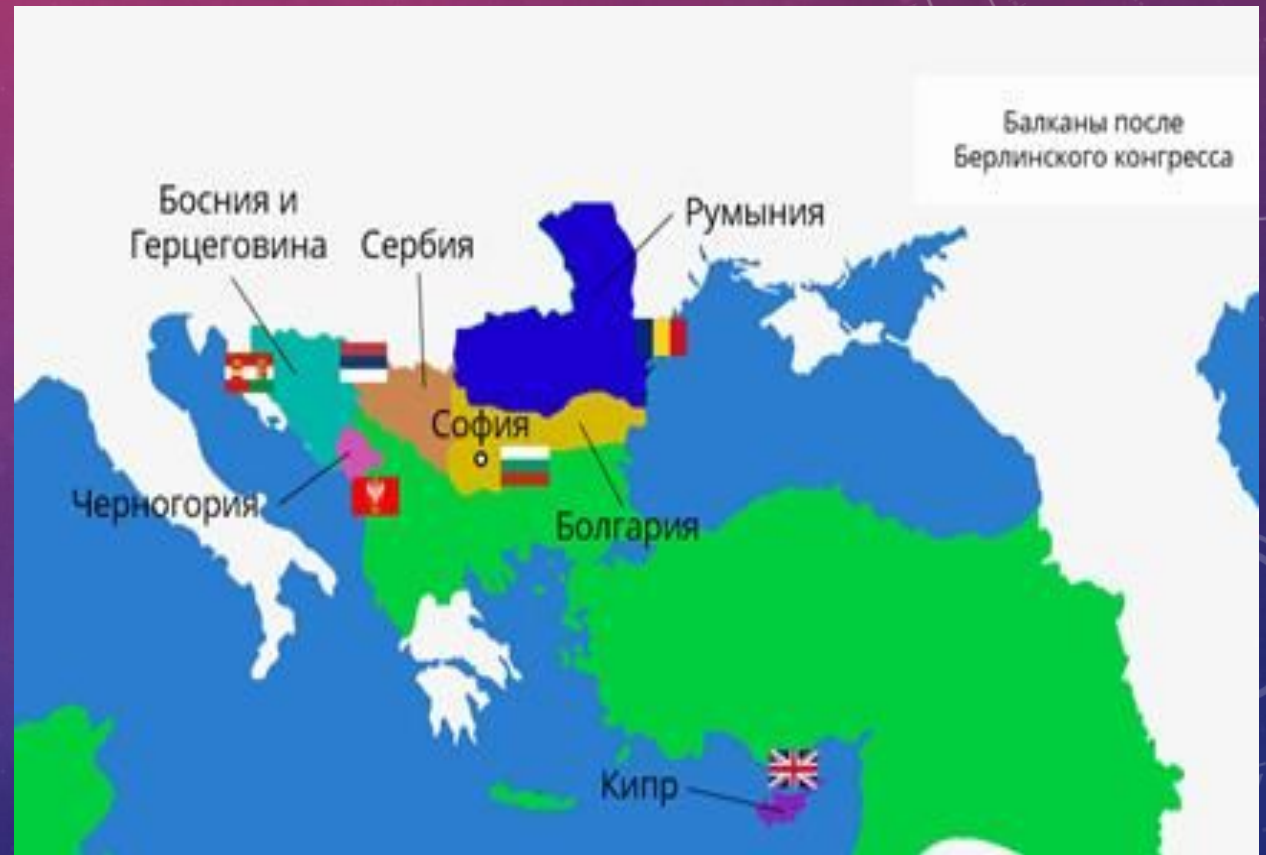 Балканы после
Берлинского конгресса
Босния и
Герцеговина
Сербия
Румыния
София
Черногория
Болгария
Кипр